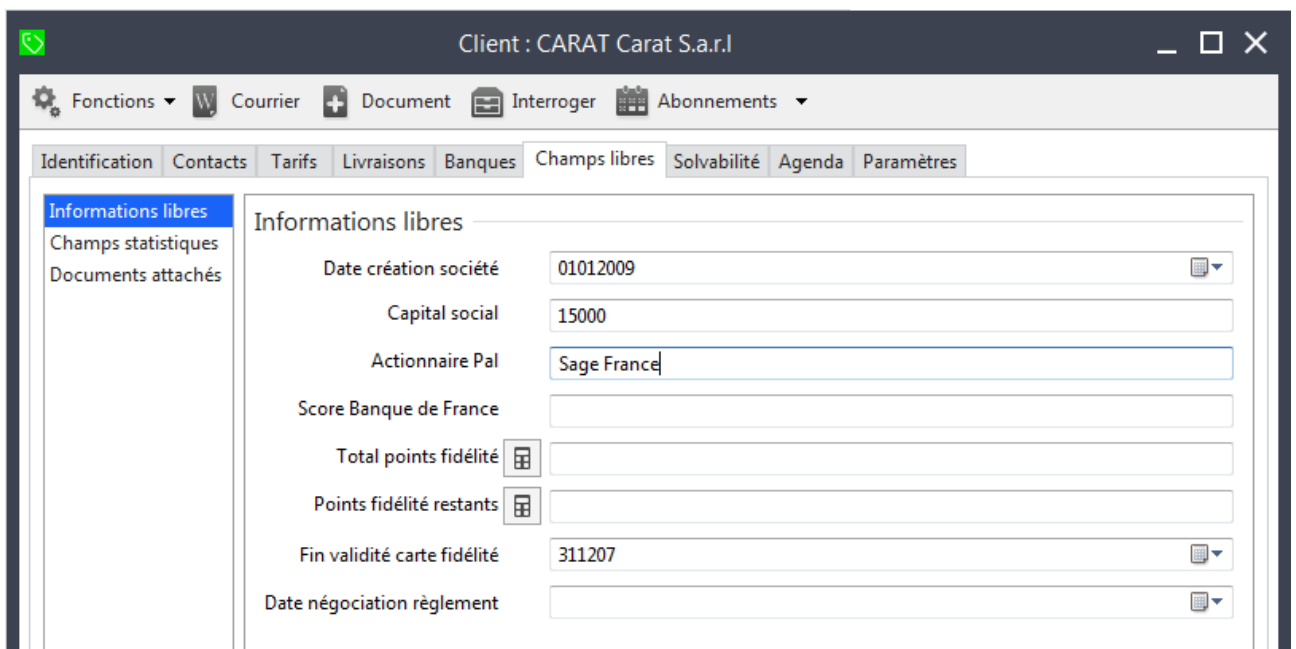 Client : CARAT Carat S.a.r.l
Fonctions Courrier Document Interroger Abonnements
Identification Contacts Tarifs Livraisons Banques Champs libres Solvabilité Agenda Paramètres
Informations libres
Champs statistiques
Documents attachés
Informations libres
Date création société 01012009
Capital social 15000
Actionnaire Pal Sage France
Score Banque de France
Total points fidélité
Points fidélité restants
Fin validité carte fidélité 311207
Date négociation règlement